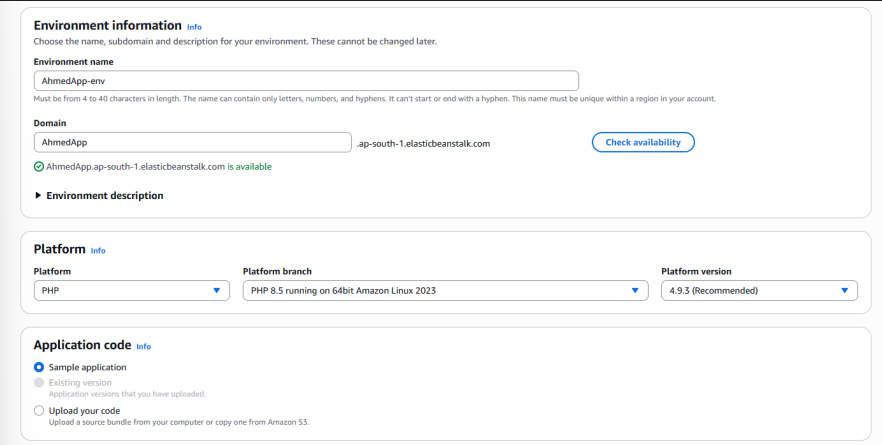 Environment information Info
Choose the name, subdomain and description for your environment. These cannot be changed later.
Environment name
AhmedApp-env
Must be from 4 to 40 characters in length. The name can contain only letters, numbers, and hyphens. It can't start or end with a hyphen. This name must be unique within a region in your account.
Domain
AhmedApp .ap-south-1.elasticbeanstalk.com Check availability
AhmedApp.ap-south-1.elasticbeanstalk.com is available
Environment description
Platform Info
Platform Platform branch Platform version
PHP PHP 8.5 running on 64bit Amazon Linux 2023 4.9.3 (Recommended)
Application code Info
Sample application
Existing version
Application versions that you have uploaded.
Upload your code
Upload a source bundle from your computer or copy one from Amazon S3.